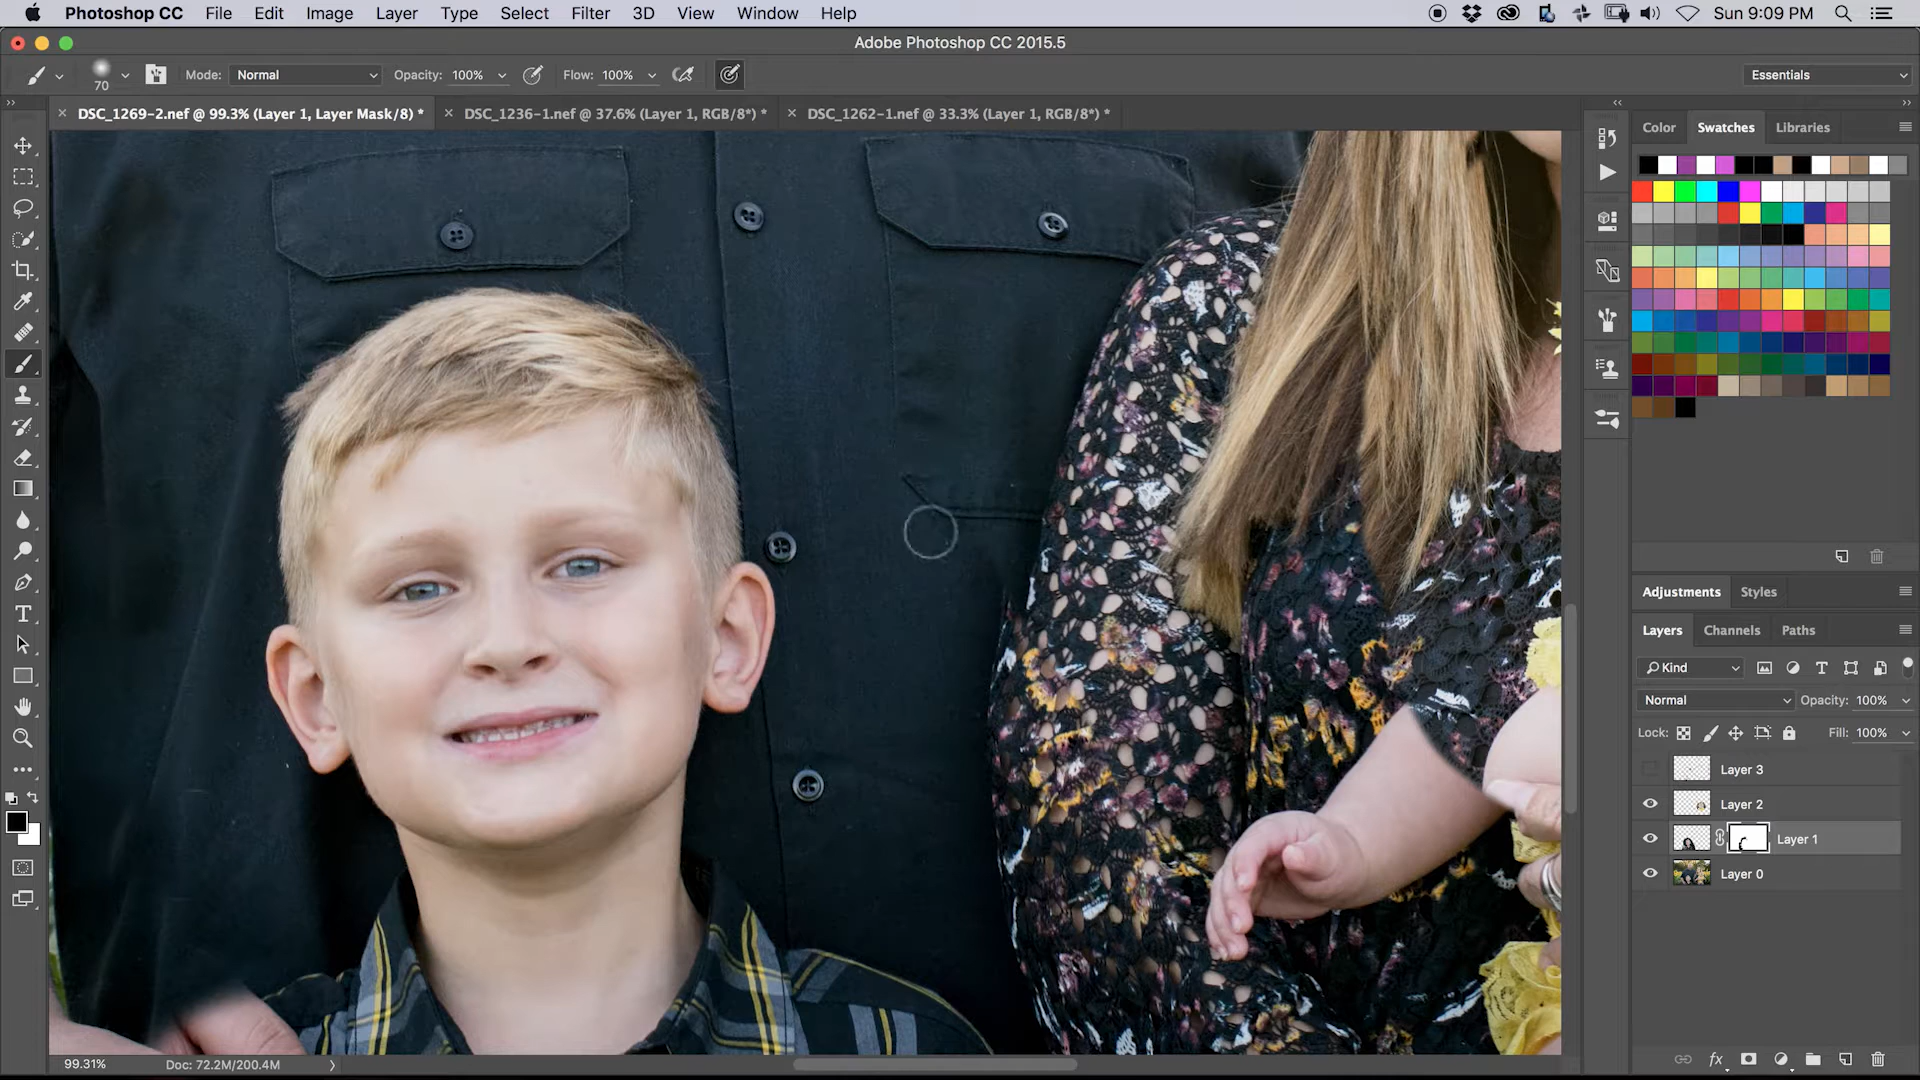 Photoshop CC File Edit Image Layer Type Select Filter 3D View Window Help Sun 9:09 PM
Adobe Photoshop CC 2015.5
70 Mode: Normal Opacity: 100% Flow: 100% Essentials
DSC_1269-2.nef @ 99.3% (Layer 1, Layer Mask/8) * DSC_1236-1.nef @ 37.6% (Layer 1, RGB/8*) * DSC_1262-1.nef @ 33.3% (Layer 1, RGB/8*) *
Color Swatches Libraries
Adjustments Styles
Layers Channels Paths
Kind
Normal Opacity: 100%
Lock: Fill: 100%
Layer 3
Layer 2
Layer 1
Layer 0
99.31% Doc: 72.2M/200.4M
fx